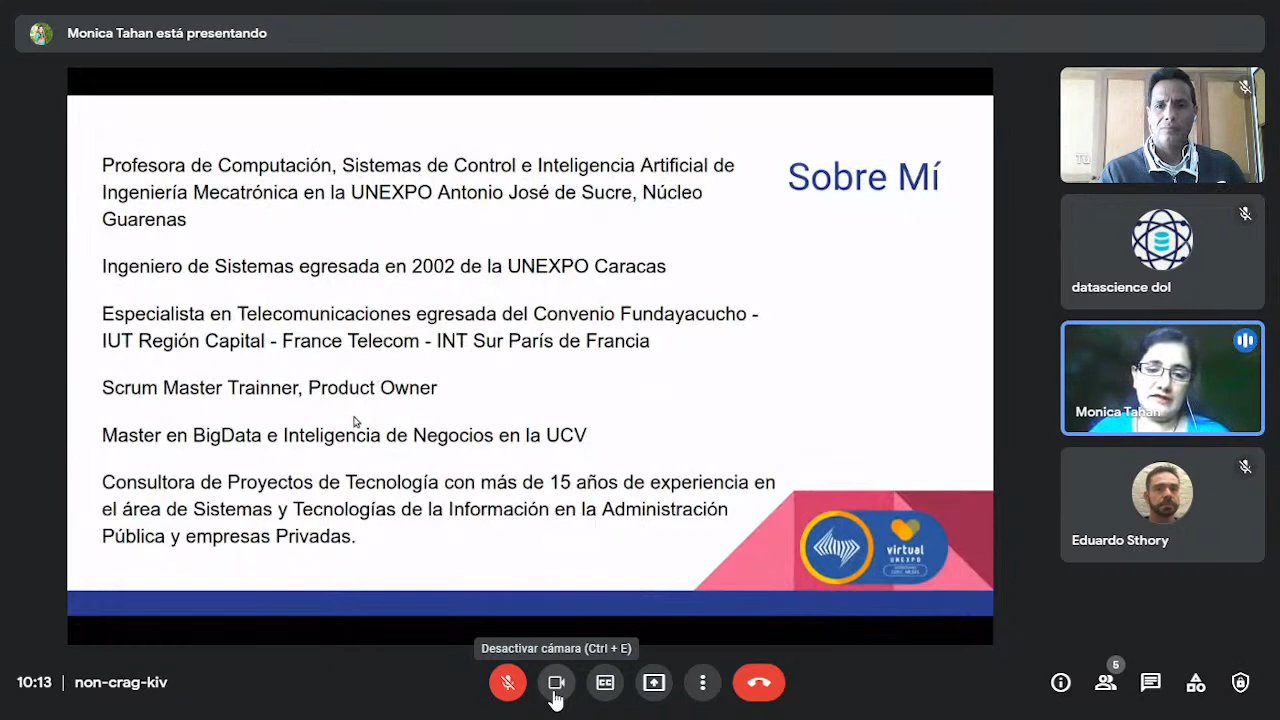 Monica Tahan está presentando
Profesora de Computación, Sistemas de Control e Inteligencia Artificial de
Ingeniería Mecatrónica en la UNEXPO Antonio José de Sucre, Núcleo
Guarenas
Sobre Mí
Ingeniero de Sistemas egresada en 2002 de la UNEXPO Caracas
Especialista en Telecomunicaciones egresada del Convenio Fundayacucho -
IUT Región Capital - France Telecom - INT Sur París de Francia
Scrum Master Trainner, Product Owner
Master en BigData e Inteligencia de Negocios en la UCV
Consultora de Proyectos de Tecnología con más de 15 años de experiencia en
el área de Sistemas y Tecnologías de la Información en la Administración
Pública y empresas Privadas.
virtual
UNEXPO
Tú
datascience dol
Monica Tahan
Eduardo Sthory
Desactivar cámara (Ctrl + E)
10:13 | non-crag-kiv
CC
5